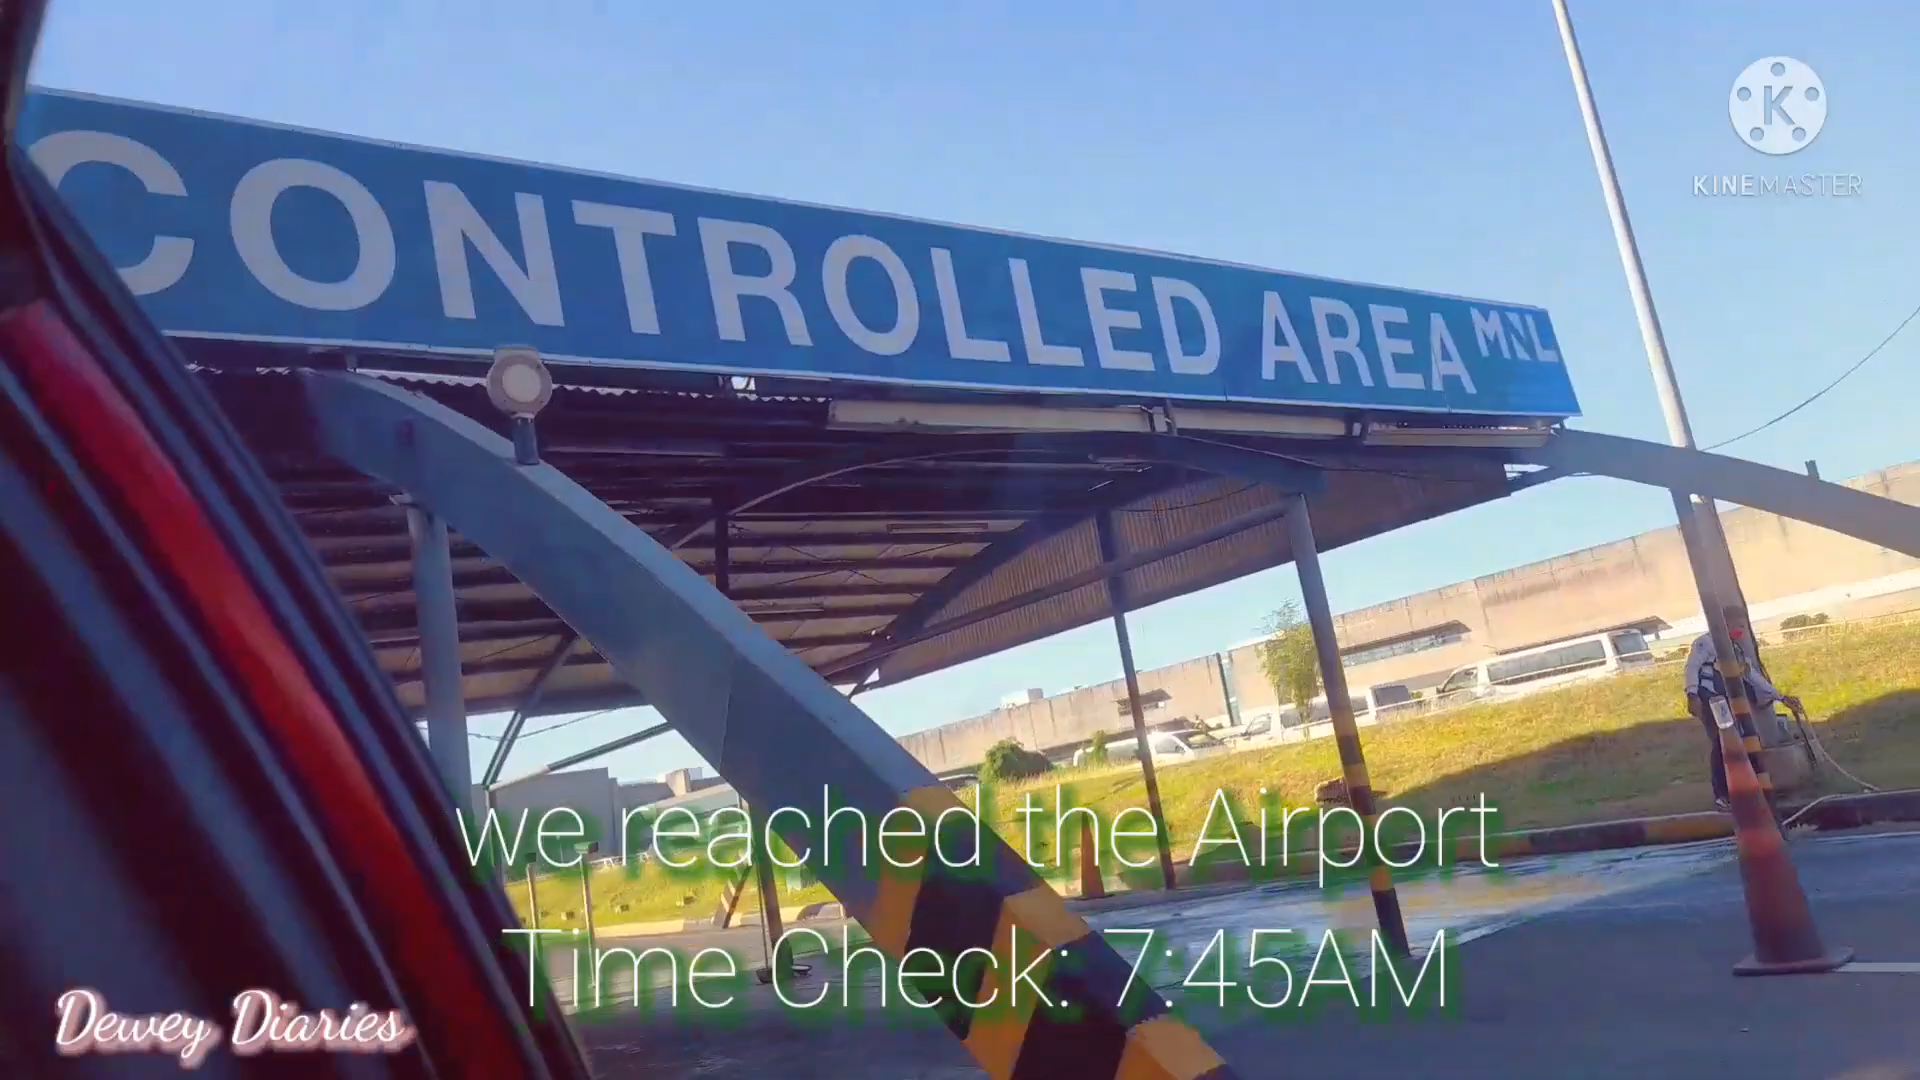 K
KINEMASTER
CONTROLLED AREA MNL
we reached the Airport
Time Check: 7:45AM
Dewey Diaries